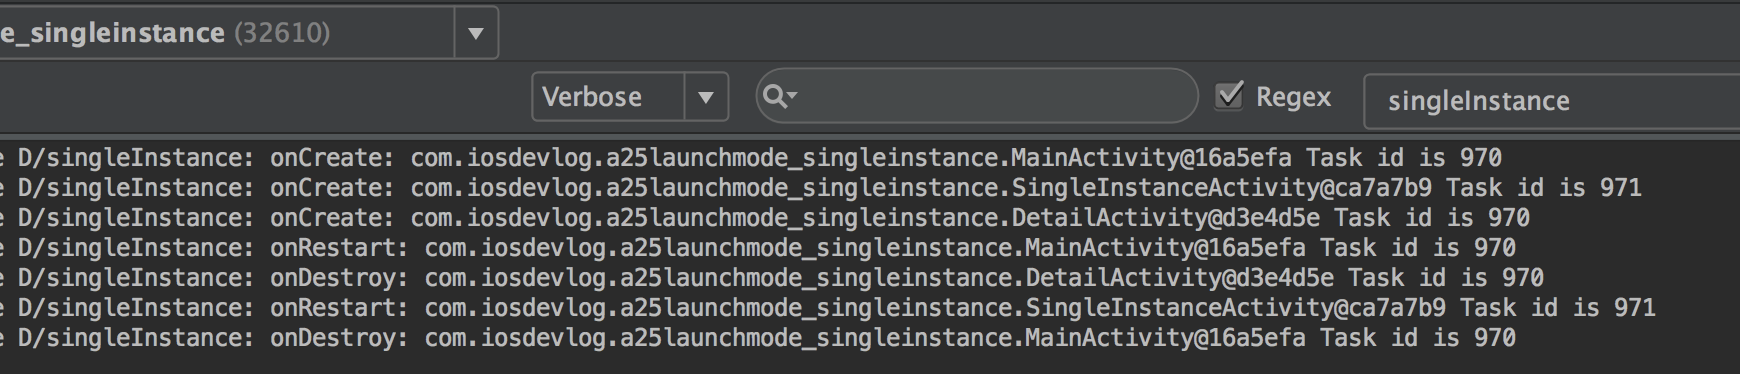 e_singleinstance (32610)
Verbose Regex singleInstance
e D/singleInstance: onCreate: com.iosdevlog.a25launchmode_singleinstance.MainActivity@16a5efa Task id is 970
e D/singleInstance: onCreate: com.iosdevlog.a25launchmode_singleinstance.SingleInstanceActivity@ca7a7b9 Task id is 971
e D/singleInstance: onCreate: com.iosdevlog.a25launchmode_singleinstance.DetailActivity@d3e4d5e Task id is 970
e D/singleInstance: onRestart: com.iosdevlog.a25launchmode_singleinstance.MainActivity@16a5efa Task id is 970
e D/singleInstance: onDestroy: com.iosdevlog.a25launchmode_singleinstance.DetailActivity@d3e4d5e Task id is 970
e D/singleInstance: onRestart: com.iosdevlog.a25launchmode_singleinstance.SingleInstanceActivity@ca7a7b9 Task id is 971
e D/singleInstance: onDestroy: com.iosdevlog.a25launchmode_singleinstance.MainActivity@16a5efa Task id is 970